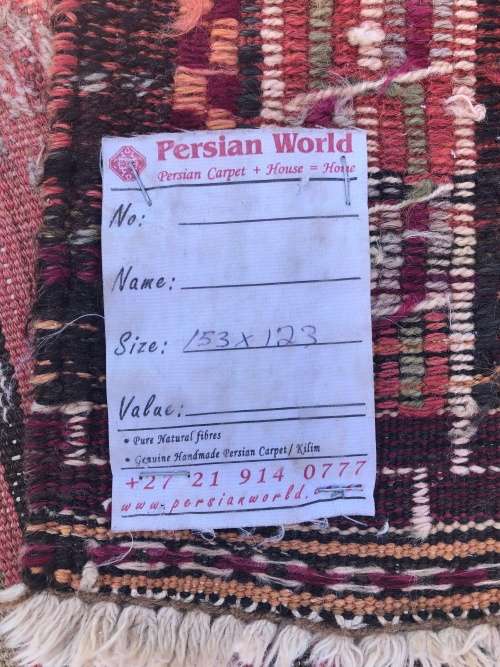 Persian World
Persian Carpet + House = Home
No:
Name:
Size: 153 x 123
Value:
• Pure Natural fibres
• Genuine Handmade Persian Carpet/ Kilim
+27 21 914 0777
www.persianworld.